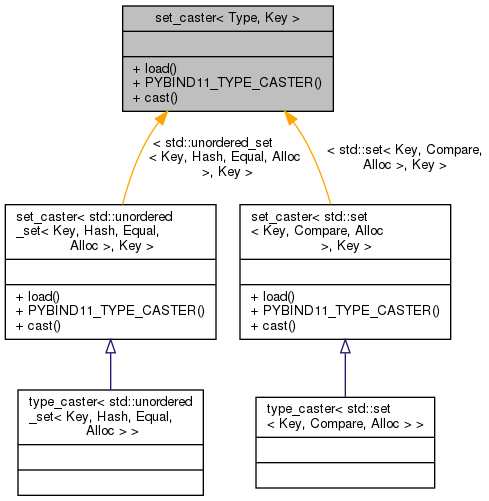 set_caster< Type, Key >
+ load()
+ PYBIND11_TYPE_CASTER()
+ cast()
< std::unordered_set
< Key, Hash, Equal, Alloc
>, Key >
< std::set< Key, Compare,
Alloc >, Key >
set_caster< std::unordered
_set< Key, Hash, Equal,
Alloc >, Key >
+ load()
+ PYBIND11_TYPE_CASTER()
+ cast()
set_caster< std::set
< Key, Compare, Alloc
>, Key >
+ load()
+ PYBIND11_TYPE_CASTER()
+ cast()
type_caster< std::unordered
_set< Key, Hash, Equal,
Alloc > >
type_caster< std::set
< Key, Compare, Alloc > >